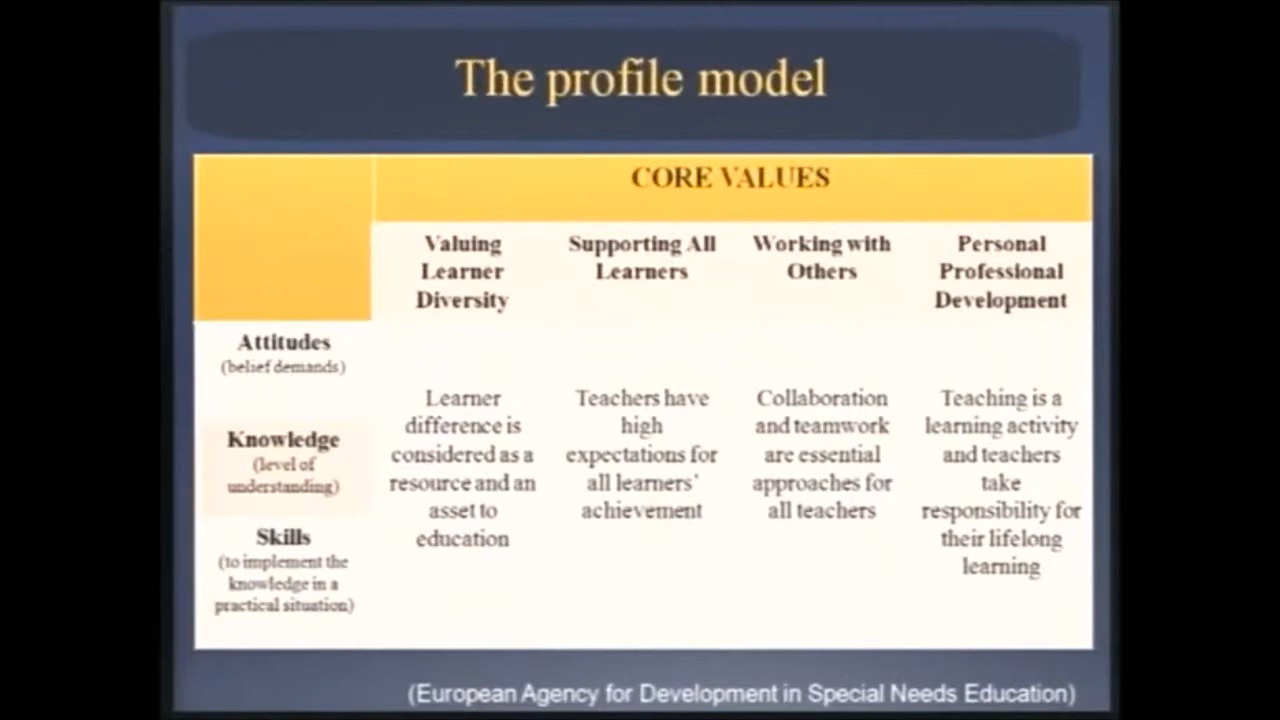 The profile model
CORE VALUES
Valuing
Learner
Diversity
Supporting All
Learners
Working with
Others
Personal
Professional
Development
Attitudes
(belief demands)
Knowledge
(level of
understanding)
Skills
(to implement the
knowledge in a
practical situation)
Learner
difference is
considered as a
resource and an
asset to
education
Teachers have
high
expectations for
all learners'
achievement
Collaboration
and teamwork
are essential
approaches for
all teachers
Teaching is a
learning activity
and teachers
take
responsibility for
their lifelong
learning
(European Agency for Development in Special Needs Education)